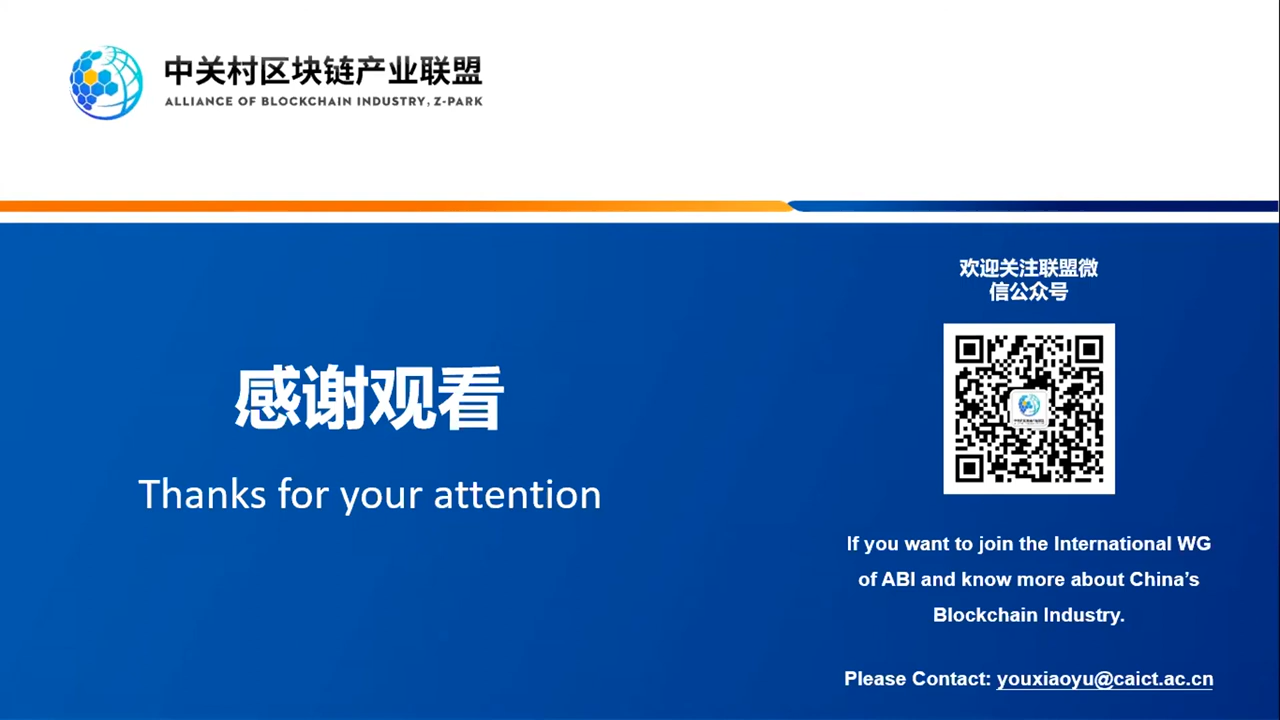 中关村区块链产业联盟
ALLIANCE OF BLOCKCHAIN INDUSTRY, Z-PARK
感谢观看
Thanks for your attention
欢迎关注联盟微
信公众号
If you want to join the International WG
of ABI and know more about China’s
Blockchain Industry.
Please Contact: youxiaoyu@caict.ac.cn